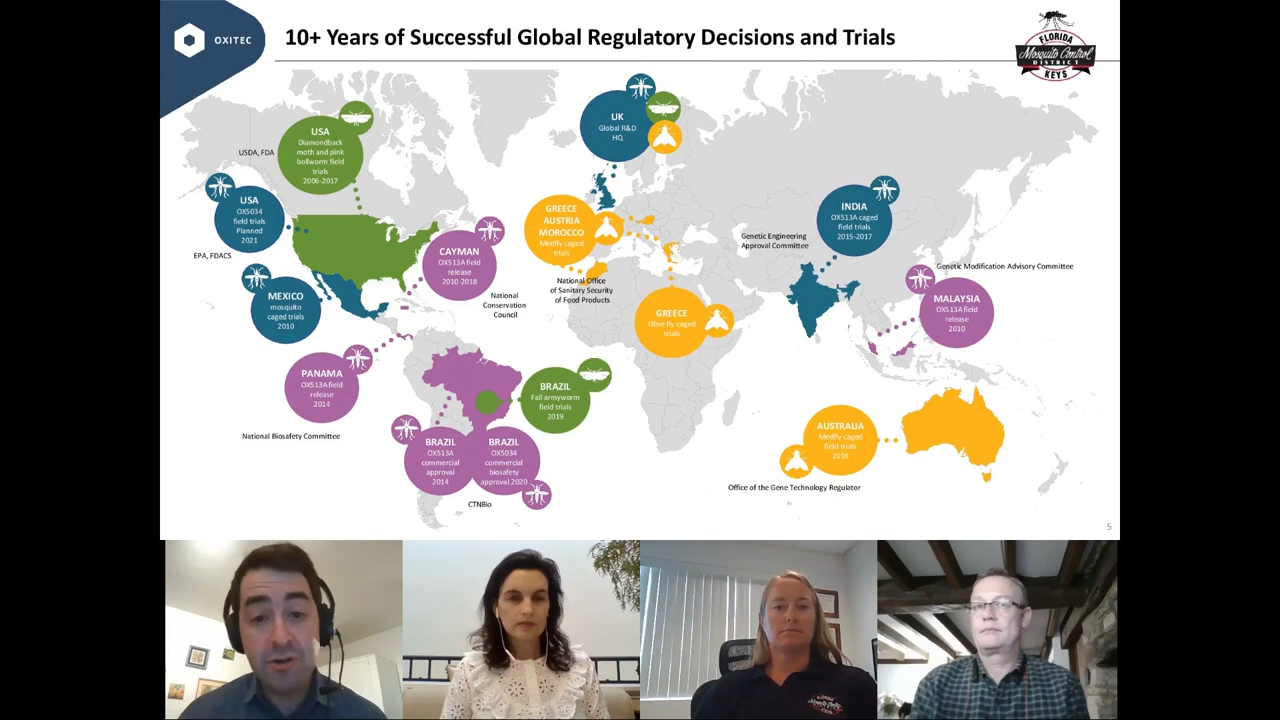 OXITEC
10+ Years of Successful Global Regulatory Decisions and Trials
FLORIDA
Mosquito Control
DISTRICT
KEYS
USDA, FDA
USA
Diamondback
moth and pink
bollworm field
trials
2006-2017
UK
Global R&D
HQ
USA
OX5034
field trials
Planned
2021
EPA, FDACS
GREECE
AUSTRIA
MOROCCO
Medfly caged
trials
National Office
of Sanitary Security
of Food Products
INDIA
OX513A caged
field trials
2015-2017
Genetic Engineering
Approval Committee
CAYMAN
OX513A field
release
2010-2018
National
Conservation
Council
Genetic Modification Advisory Committee
MALAYSIA
OX513A field
release
2010
MEXICO
mosquito
caged trials
2010
GREECE
Olive fly caged
trials
PANAMA
OX513A field
release
2014
National Biosafety Committee
BRAZIL
Fall armyworm
field trials
2019
BRAZIL
OX513A
commercial
approval
2014
BRAZIL
OX5034
commercial
biosafety
approval 2020
CTNBio
AUSTRALIA
Medfly caged
field trials
2016
Office of the Gene Technology Regulator
5
FLORIDA
Mosquito Control
KEYS